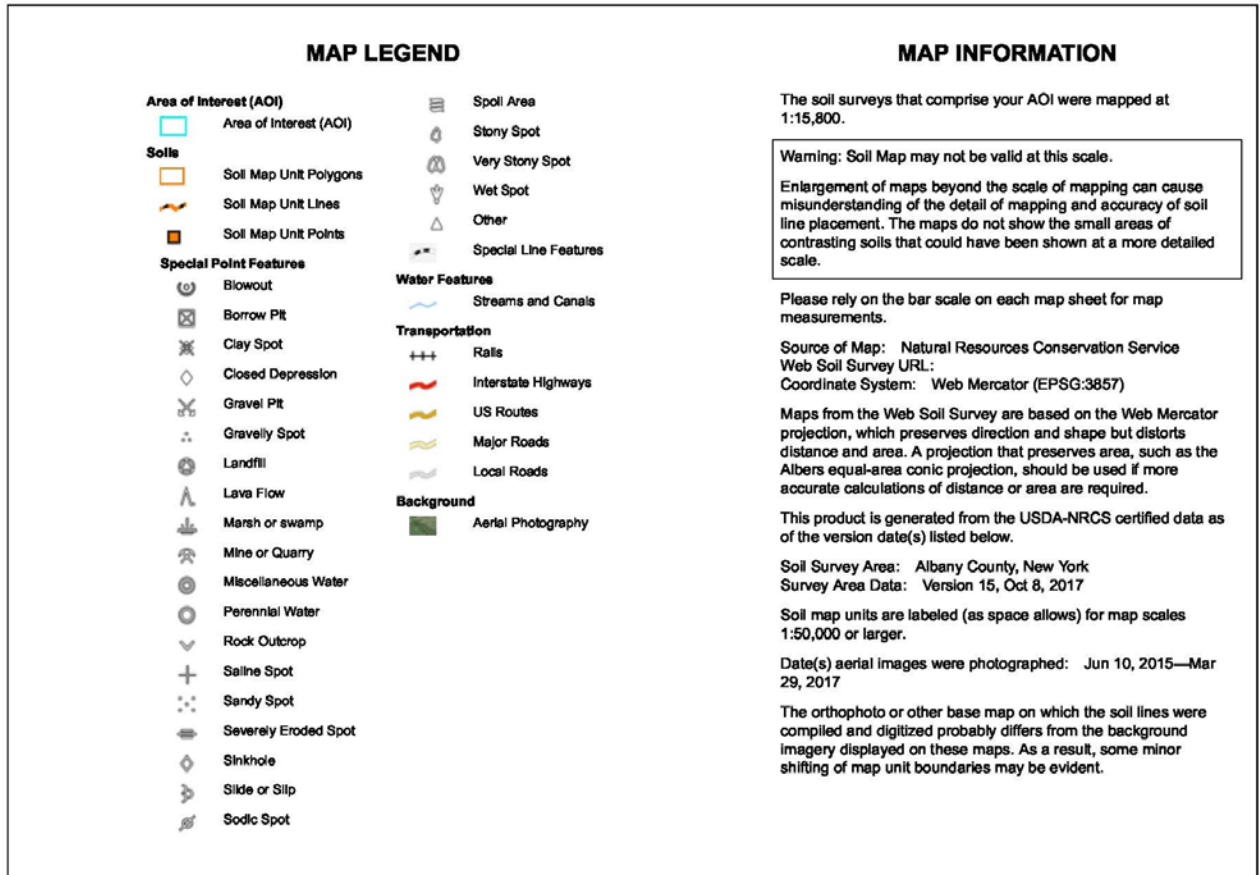 MAP LEGEND
Area of Interest (AOI)
Area of Interest (AOI)
Soils
Soil Map Unit Polygons
Soil Map Unit Lines
Soil Map Unit Points
Special Point Features
Blowout
Borrow Pit
Clay Spot
Closed Depression
Gravel Pit
Gravelly Spot
Landfill
Lava Flow
Marsh or swamp
Mine or Quarry
Miscellaneous Water
Perennial Water
Rock Outcrop
Saline Spot
Sandy Spot
Severely Eroded Spot
Sinkhole
Slide or Slip
Sodic Spot
Spoil Area
Stony Spot
Very Stony Spot
Wet Spot
Other
Special Line Features
Water Features
Streams and Canals
Transportation
Rails
Interstate Highways
US Routes
Major Roads
Local Roads
Background
Aerial Photography
MAP INFORMATION
The soil surveys that comprise your AOI were mapped at
1:15,800.
Warning: Soil Map may not be valid at this scale.
Enlargement of maps beyond the scale of mapping can cause
misunderstanding of the detail of mapping and accuracy of soil
line placement. The maps do not show the small areas of
contrasting soils that could have been shown at a more detailed
scale.
Please rely on the bar scale on each map sheet for map
measurements.
Source of Map: Natural Resources Conservation Service
Web Soil Survey URL:
Coordinate System: Web Mercator (EPSG:3857)
Maps from the Web Soil Survey are based on the Web Mercator
projection, which preserves direction and shape but distorts
distance and area. A projection that preserves area, such as the
Albers equal-area conic projection, should be used if more
accurate calculations of distance or area are required.
This product is generated from the USDA-NRCS certified data as
of the version date(s) listed below.
Soil Survey Area: Albany County, New York
Survey Area Data: Version 15, Oct 8, 2017
Soil map units are labeled (as space allows) for map scales
1:50,000 or larger.
Date(s) aerial images were photographed: Jun 10, 2015—Mar
29, 2017
The orthophoto or other base map on which the soil lines were
compiled and digitized probably differs from the background
imagery displayed on these maps. As a result, some minor
shifting of map unit boundaries may be evident.